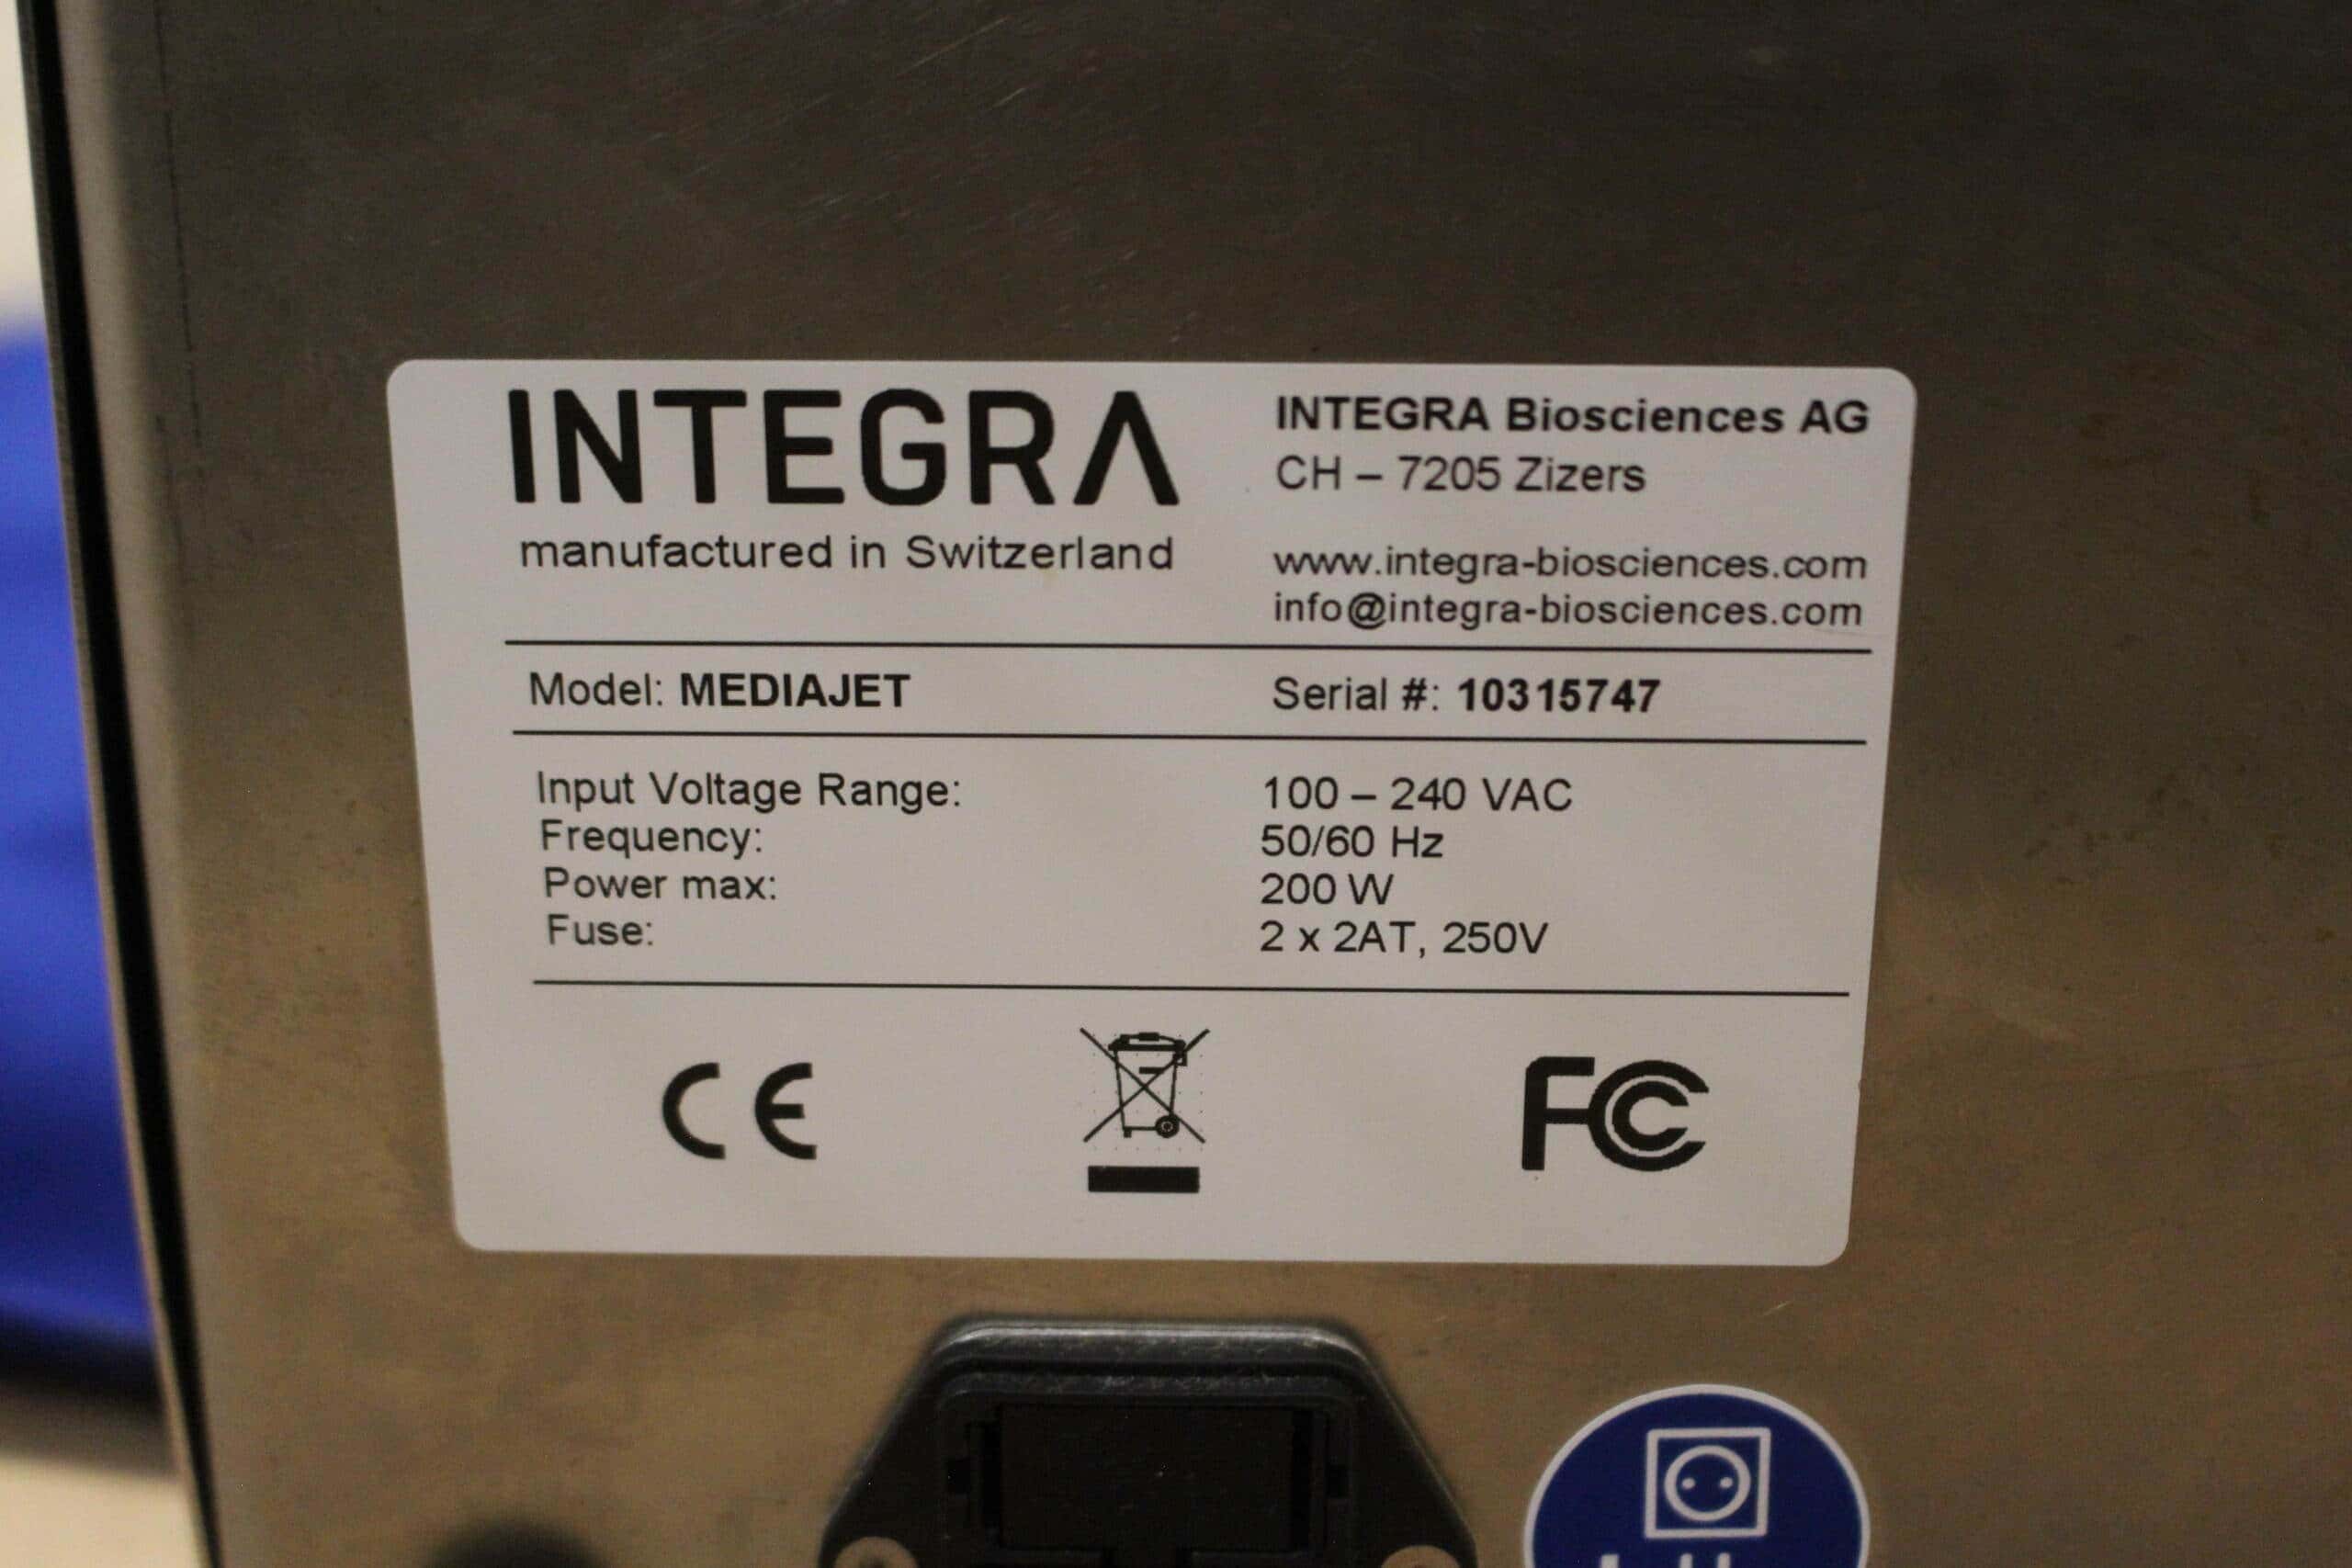 INTEGRA
manufactured in Switzerland
INTEGRA Biosciences AG
CH – 7205 Zizers
www.integra-biosciences.com
info@integra-biosciences.com
Model: MEDIAJET
Serial #: 10315747
Input Voltage Range: 100 – 240 VAC
Frequency: 50/60 Hz
Power max: 200 W
Fuse: 2 x 2AT, 250V
CE
FC